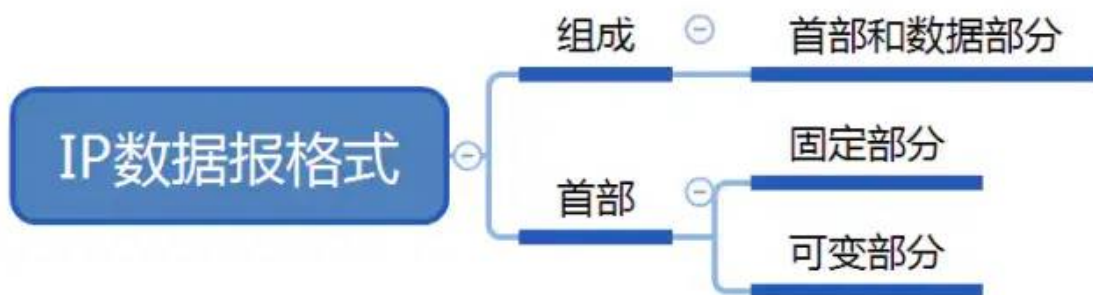 IP数据报格式
组成
首部和数据部分
首部
固定部分
可变部分